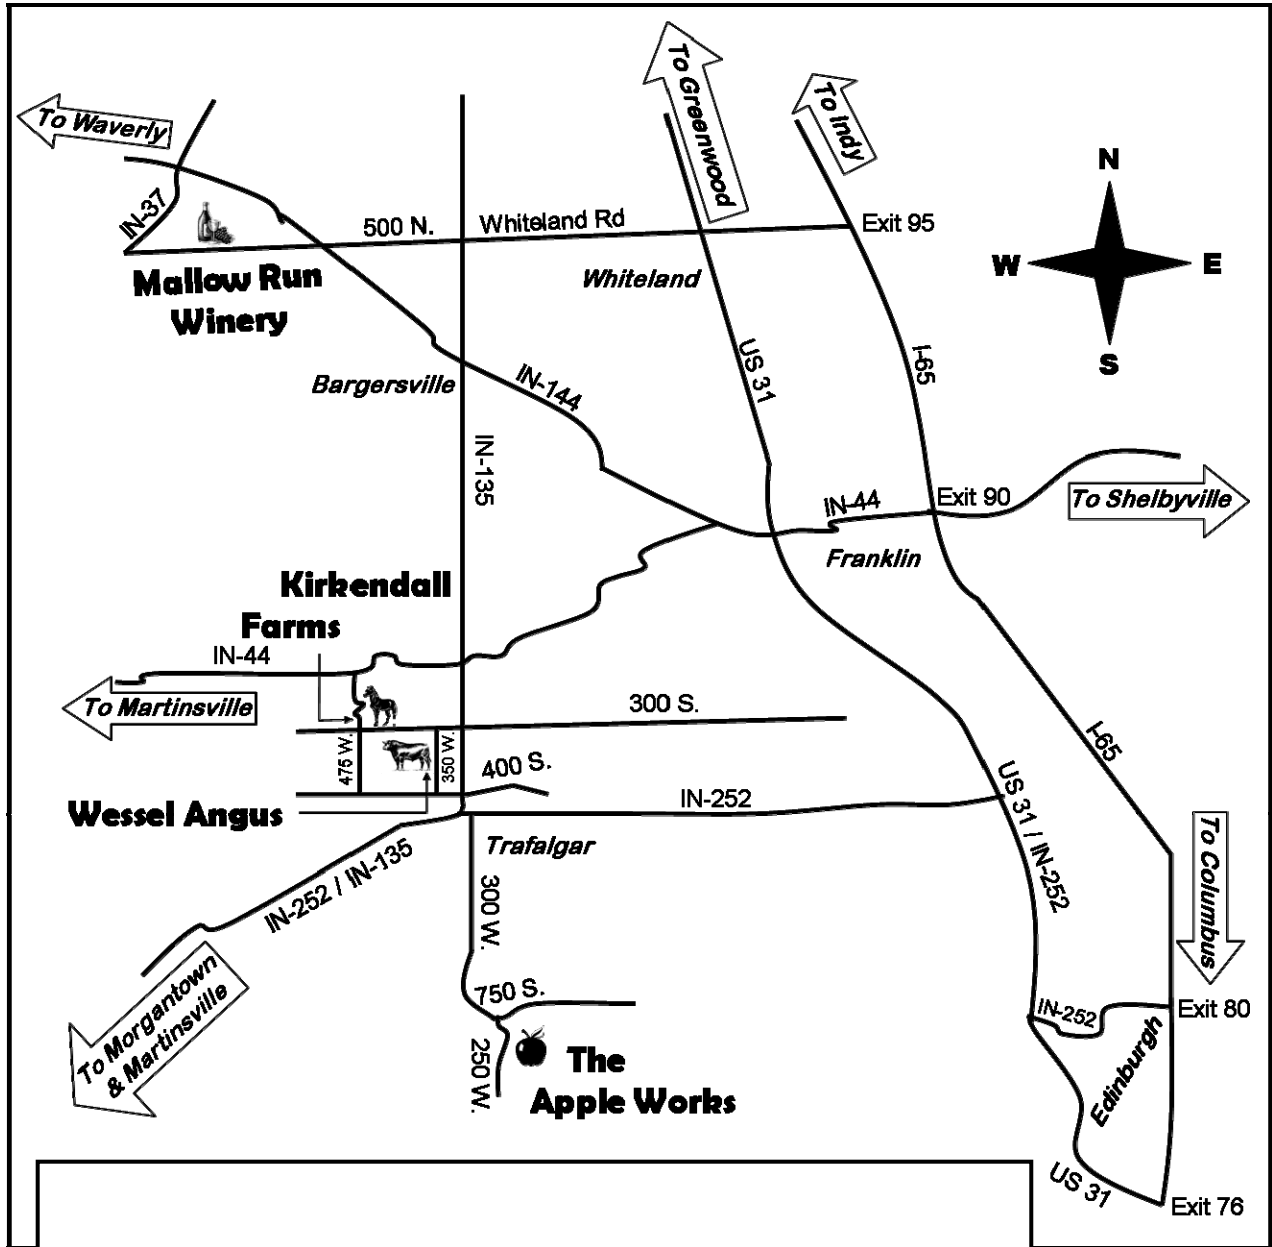 To Waverly
To Greenwood
To Indy
N
W
E
S
IN-37
500 N.
Whiteland Rd
Exit 95
Mallow Run
Winery
Whiteland
Bargersville
IN-144
US 31
I-65
IN-135
IN-44
Exit 90
To Shelbyville
Franklin
Kirkendall
Farms
IN-44
To Martinsville
300 S.
475 W.
350 W.
400 S.
I-65
Wessel Angus
IN-252
US 31 / IN-252
To Columbus
Trafalgar
IN-252 / IN-135
300 W.
750 S.
IN-252
Exit 80
To Morgantown
& Martinsville
250 W.
The
Apple Works
Edinburgh
US 31
Exit 76